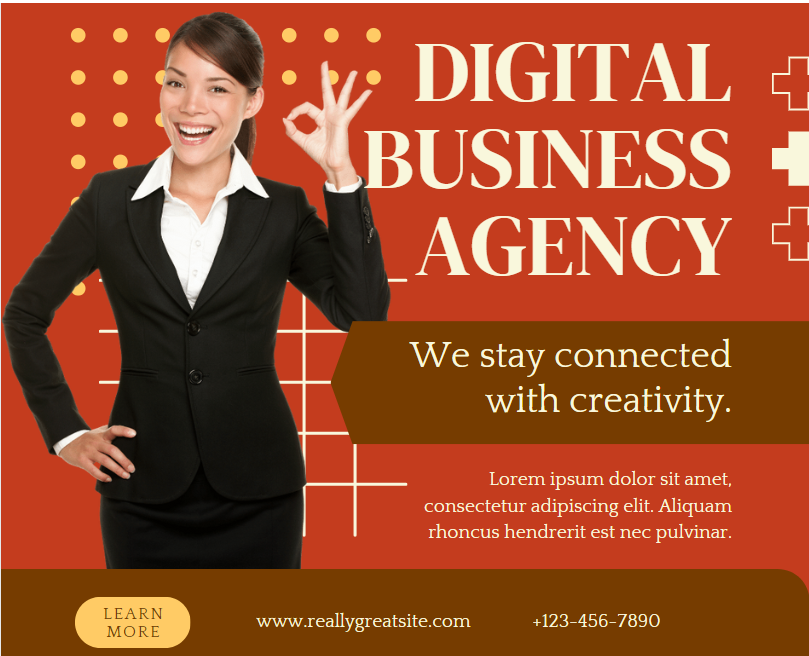 DIGITAL
BUSINESS
AGENCY
We stay connected
with creativity.
Lorem ipsum dolor sit amet,
consectetur adipiscing elit. Aliquam
rhoncus hendrerit est nec pulvinar.
LEARN
MORE
www.reallygreatsite.com
+123-456-7890